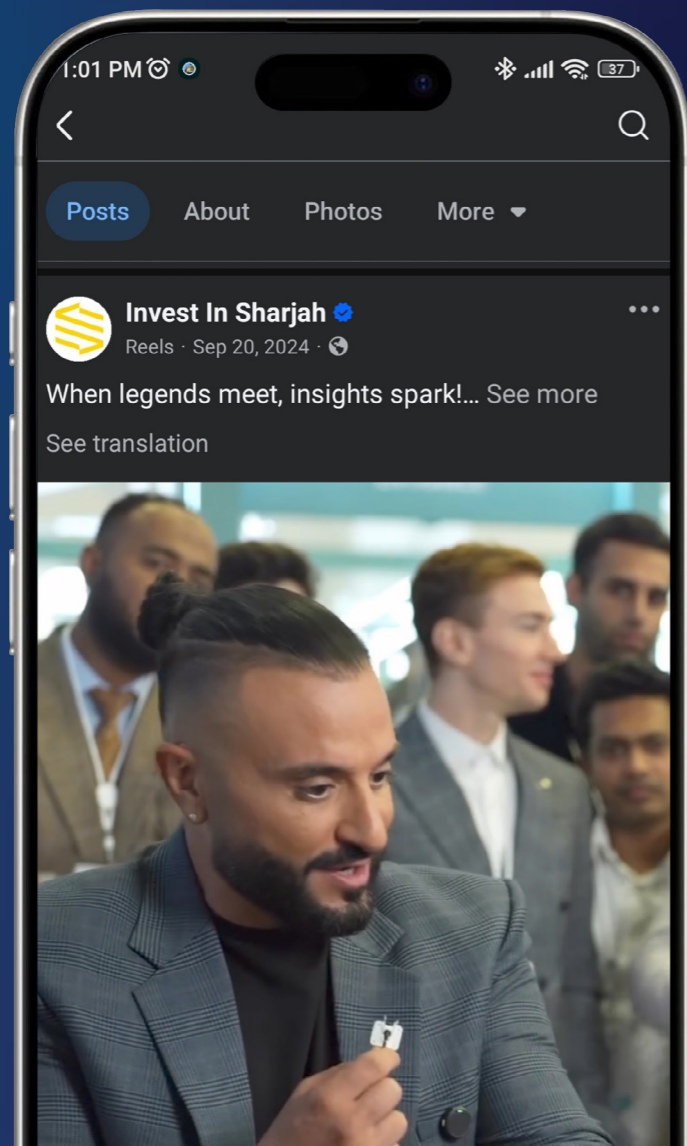 1:01 PM
37
Posts
About
Photos
More
Invest In Sharjah
Reels · Sep 20, 2024 ·
When legends meet, insights spark!... See more
See translation